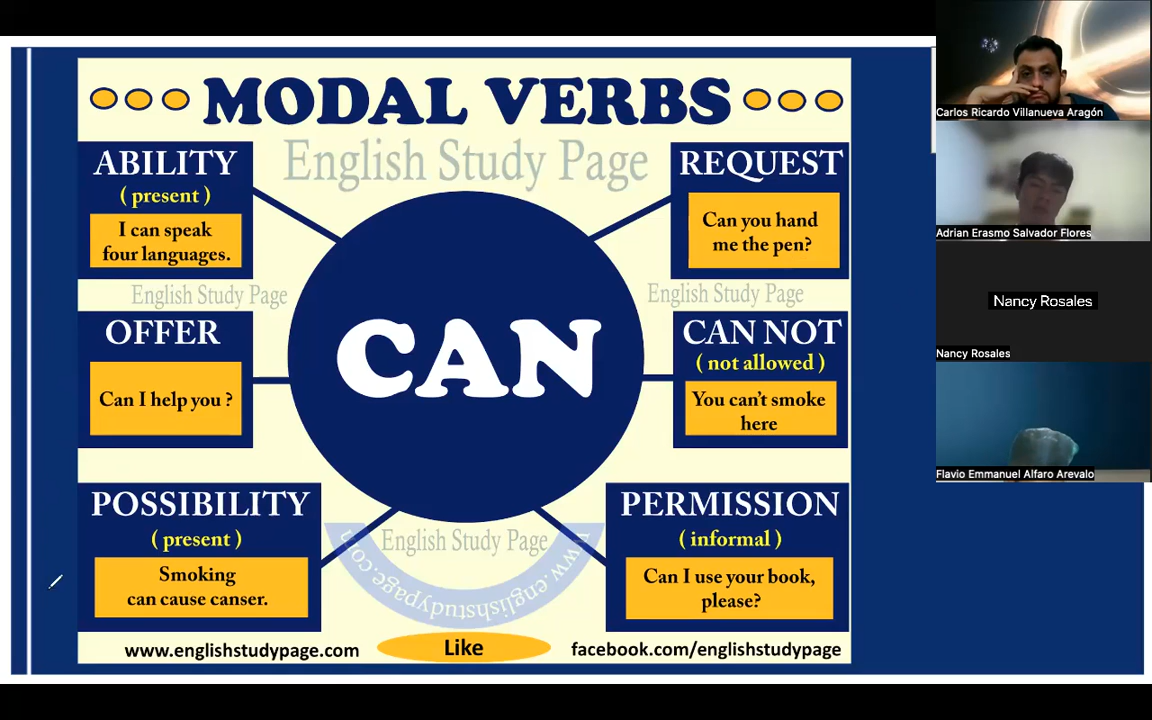 MODAL VERBS
English Study Page
ABILITY
( present )
I can speak
four languages.
REQUEST
Can you hand
me the pen?
English Study Page
English Study Page
OFFER
Can I help you ?
CAN
CAN NOT
( not allowed )
You can't smoke
here
POSSIBILITY
( present )
Smoking
can cause canser.
English Study Page
www.englishstudypage.com
PERMISSION
( informal )
Can I use your book,
please?
www.englishstudypage.com
Like
facebook.com/englishstudypage
Carlos Ricardo Villanueva Aragón
Adrian Erasmo Salvador Flores
Nancy Rosales
Nancy Rosales
Flavio Emmanuel Alfaro Arevalo